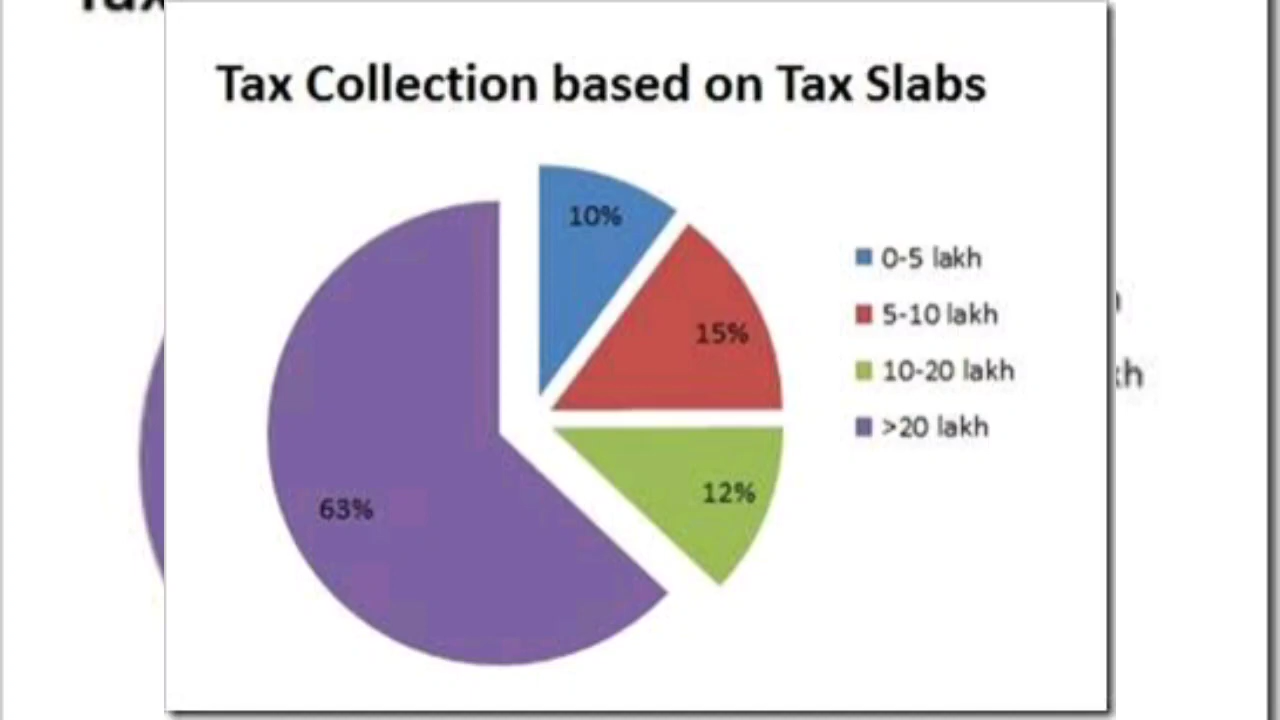 Tax Collection based on Tax Slabs
10%
15%
12%
63%
0-5 lakh
5-10 lakh
10-20 lakh
>20 lakh